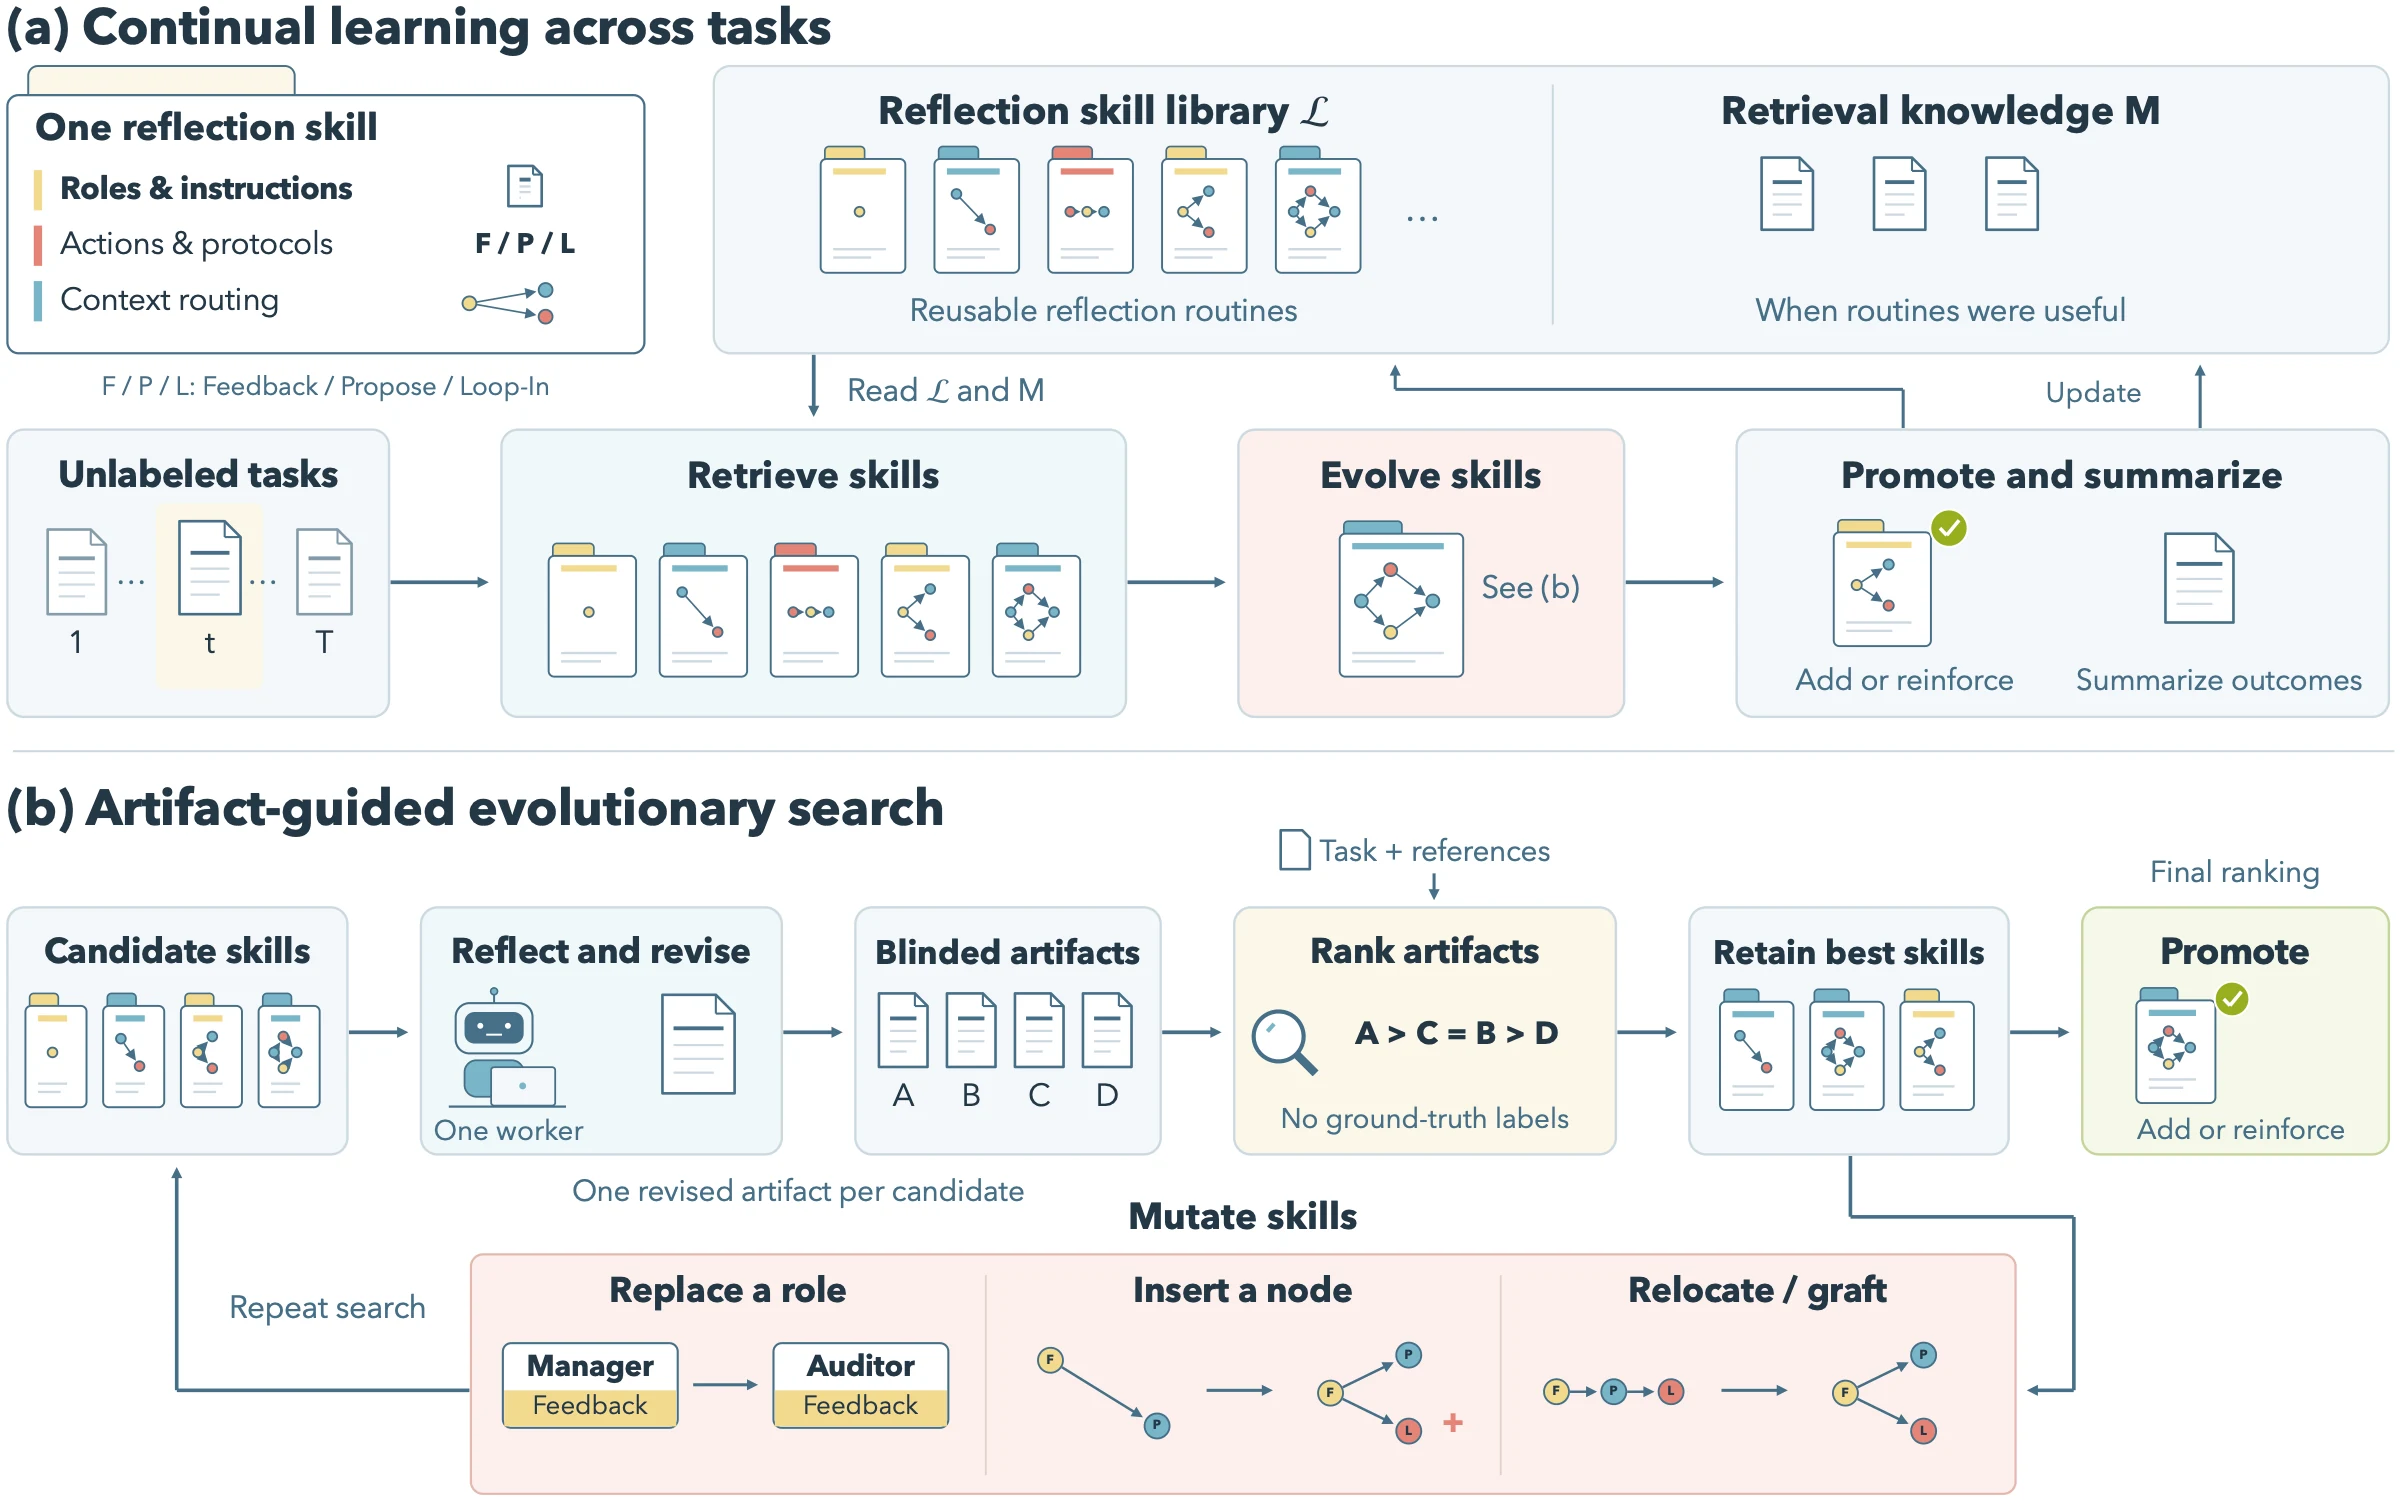 (a) Continual learning across tasks
One reflection skill
Roles & instructions
Actions & protocols
F / P / L
Context routing
F / P / L: Feedback / Propose / Loop-In
Reflection skill library ℒ
...
Reusable reflection routines
Retrieval knowledge M
When routines were useful
Read ℒ and M
Update
Unlabeled tasks
... ...
1 t T
Retrieve skills
Evolve skills
See (b)
Promote and summarize
Add or reinforce
Summarize outcomes
(b) Artifact-guided evolutionary search
Task + references
Final ranking
Candidate skills
Reflect and revise
One worker
Blinded artifacts
A B C D
Rank artifacts
A > C = B > D
No ground-truth labels
Retain best skills
Promote
Add or reinforce
One revised artifact per candidate
Mutate skills
Repeat search
Replace a role
Manager
Feedback
Auditor
Feedback
Insert a node
F
P
F
P
L
+
Relocate / graft
F P L
F
P
L